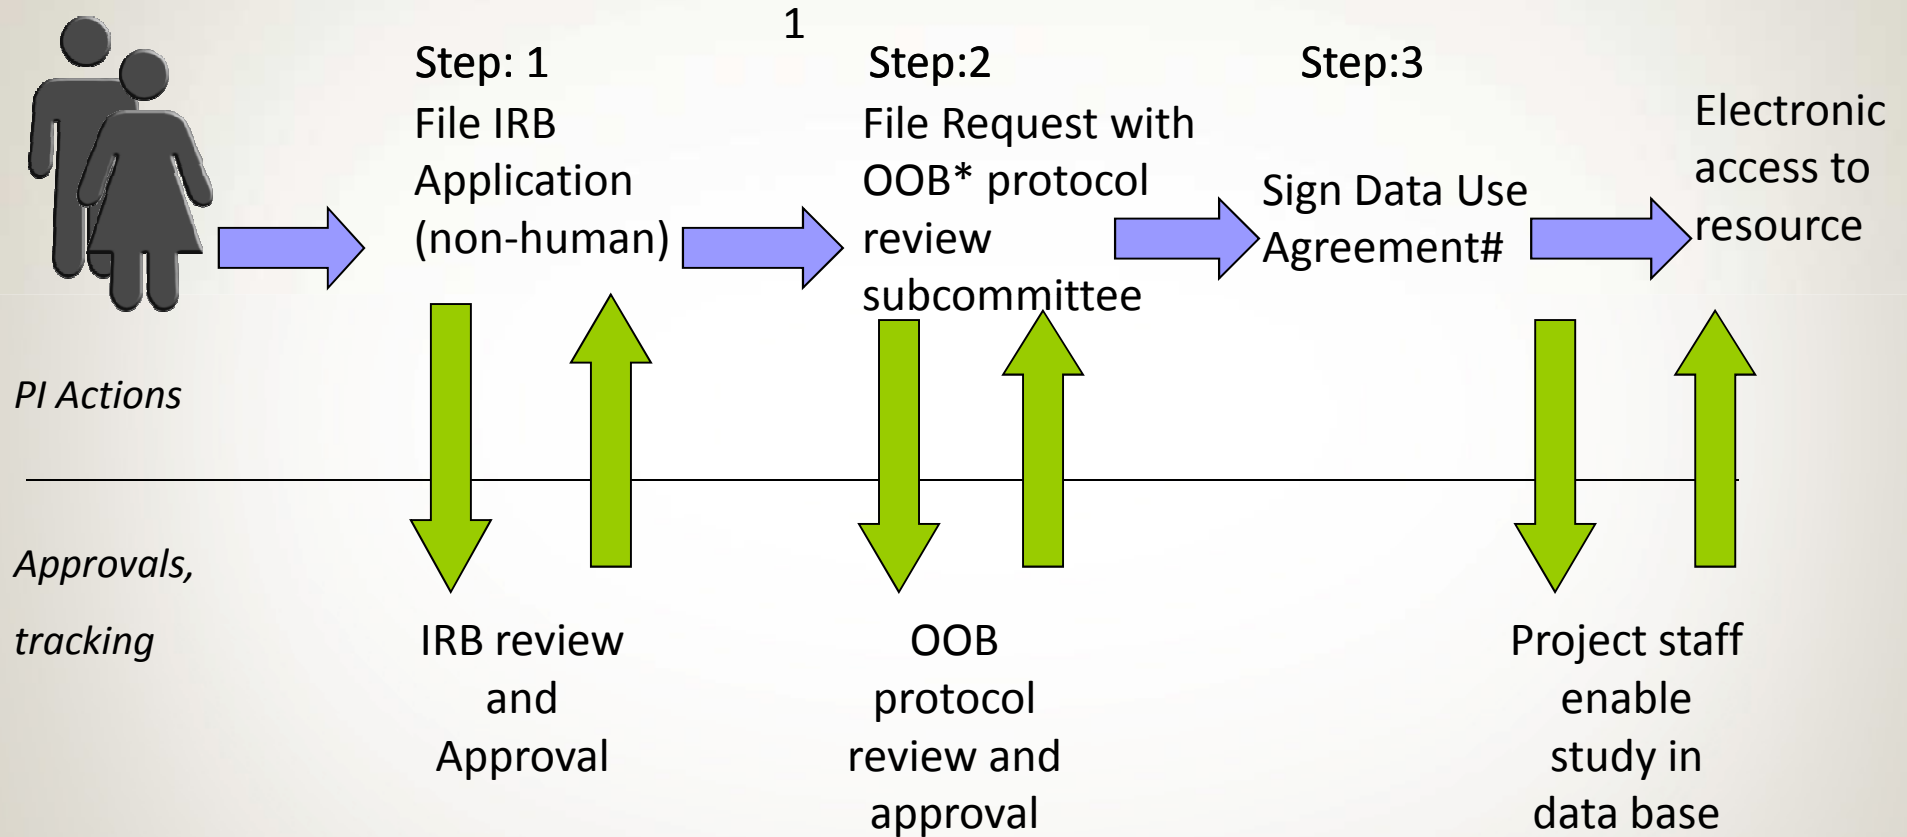 1
Step: 1
File IRB
Application
(non-human)
Step:2
File Request with
OOB* protocol
review
subcommittee
Step:3
Sign Data Use
Agreement#
Electronic
access to
resource
PI Actions
Approvals,
tracking
IRB review
and
Approval
OOB
protocol
review and
approval
Project staff
enable
study in
data base